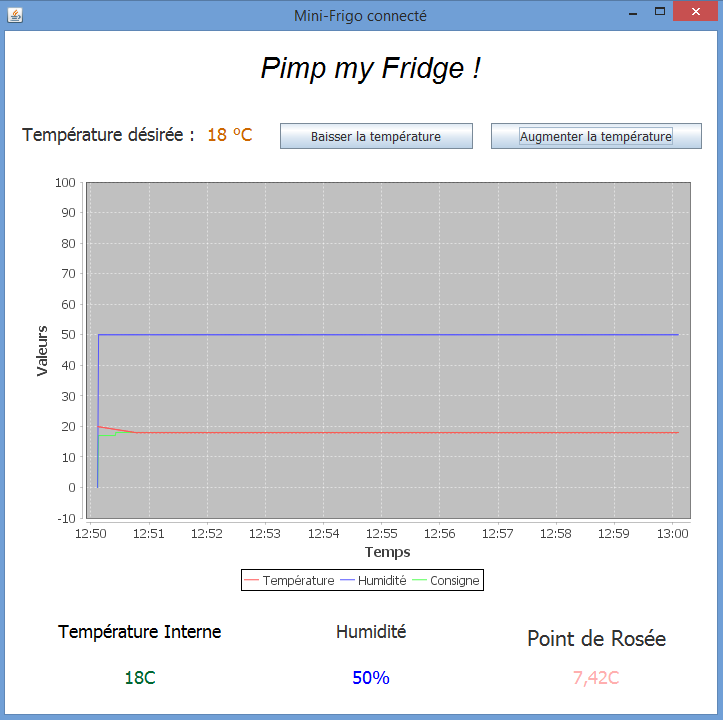 Mini-Frigo connecté
Pimp my Fridge !
Température désirée : 18 °C
Baisser la température
Augmenter la température
100
90
80
70
60
50
40
30
20
10
0
-10
Valeurs
12:50 12:51 12:52 12:53 12:54 12:55 12:56 12:57 12:58 12:59 13:00
Temps
Température Humidité Consigne
Température Interne
Humidité
Point de Rosée
18C
50%
7,42C